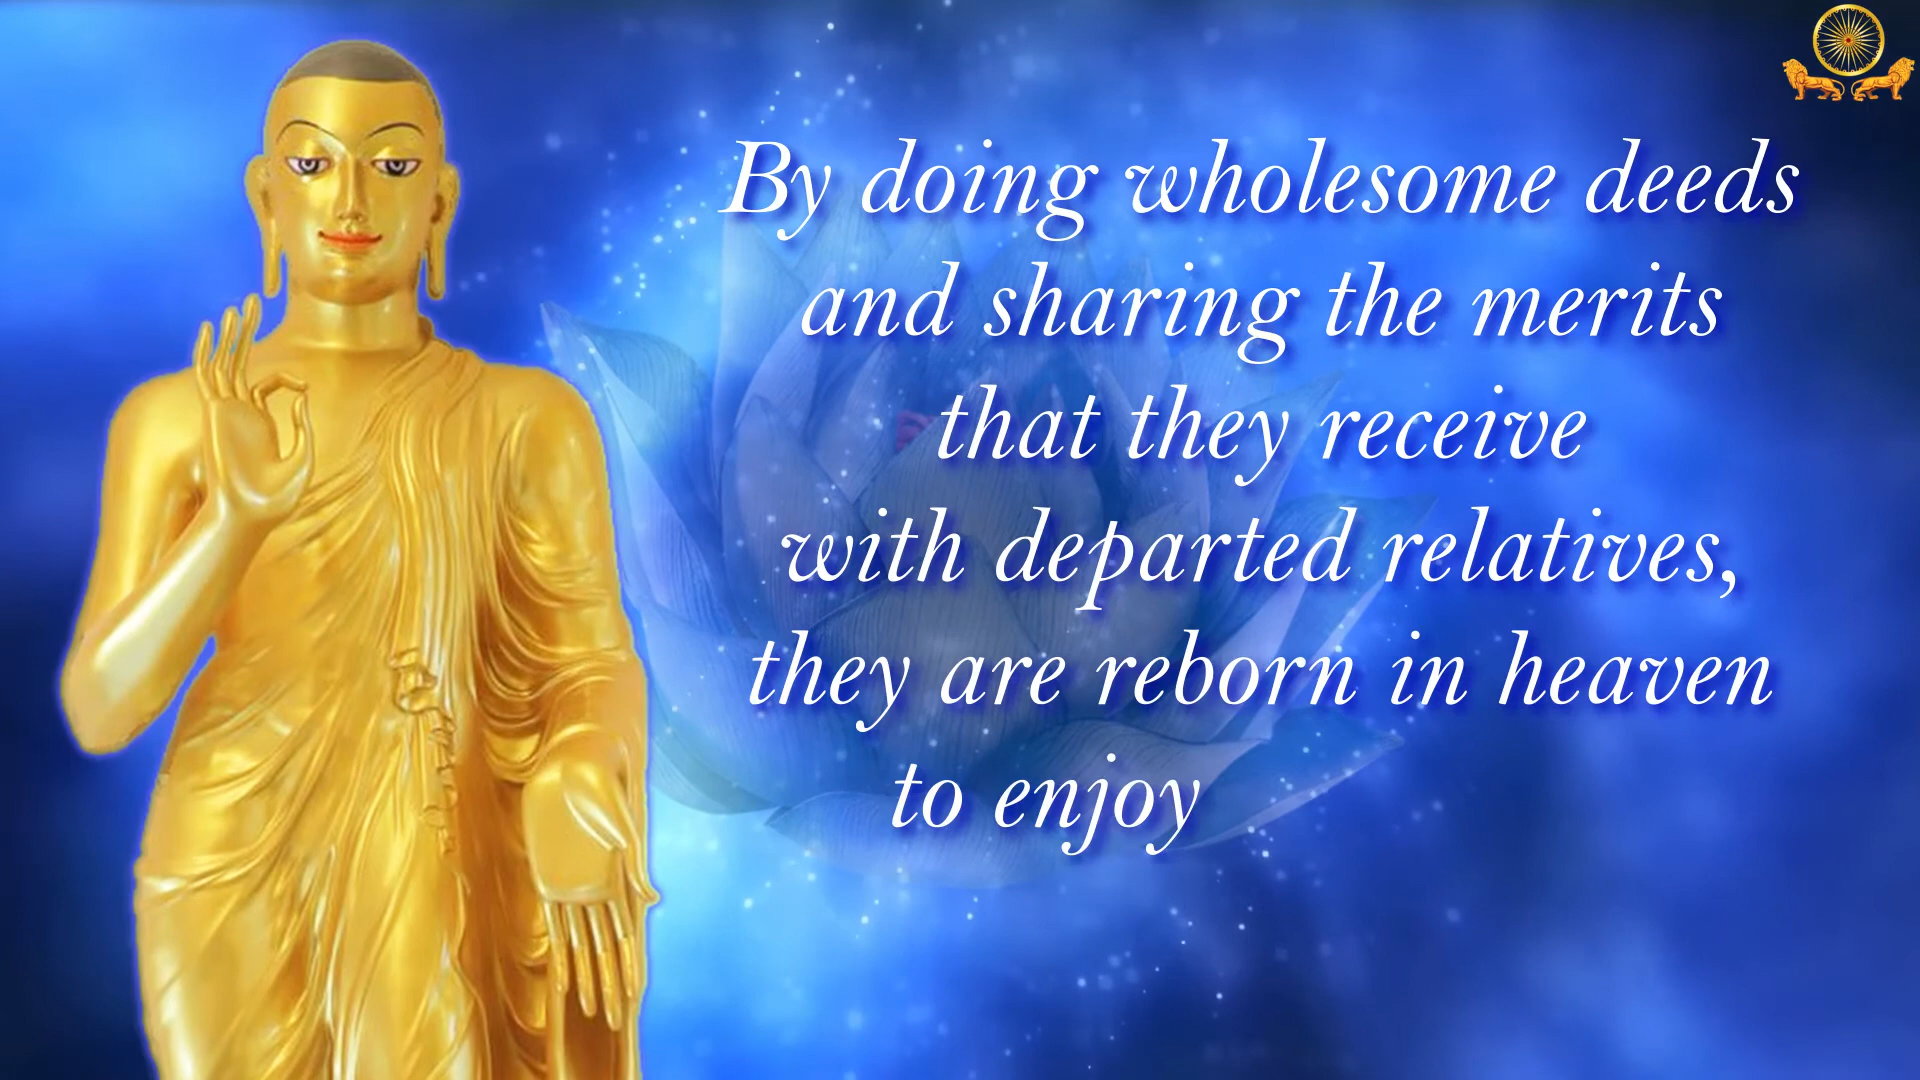 By doing wholesome deeds
and sharing the merits
that they receive
with departed relatives,
they are reborn in heaven
to enjoy